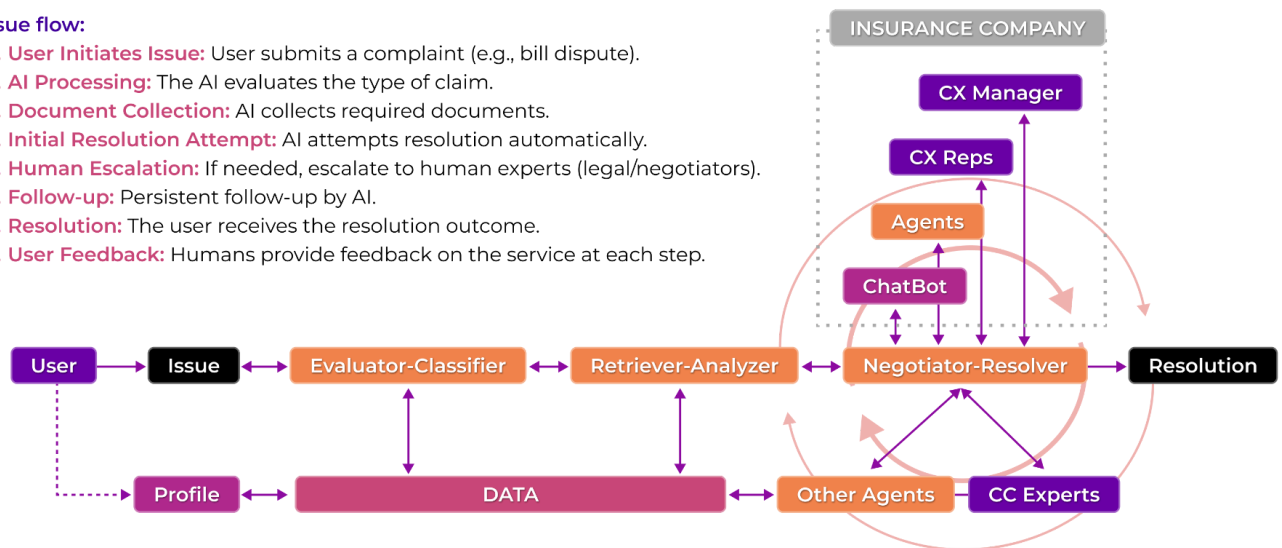 sue flow:
. User Initiates Issue: User submits a complaint (e.g., bill dispute).
. AI Processing: The AI evaluates the type of claim.
. Document Collection: AI collects required documents.
. Initial Resolution Attempt: AI attempts resolution automatically.
. Human Escalation: If needed, escalate to human experts (legal/negotiators).
. Follow-up: Persistent follow-up by AI.
. Resolution: The user receives the resolution outcome.
. User Feedback: Humans provide feedback on the service at each step.
INSURANCE COMPANY
CX Manager
CX Reps
Agents
ChatBot
User
Issue
Evaluator-Classifier
Retriever-Analyzer
Negotiator-Resolver
Resolution
Profile
DATA
Other Agents
CC Experts